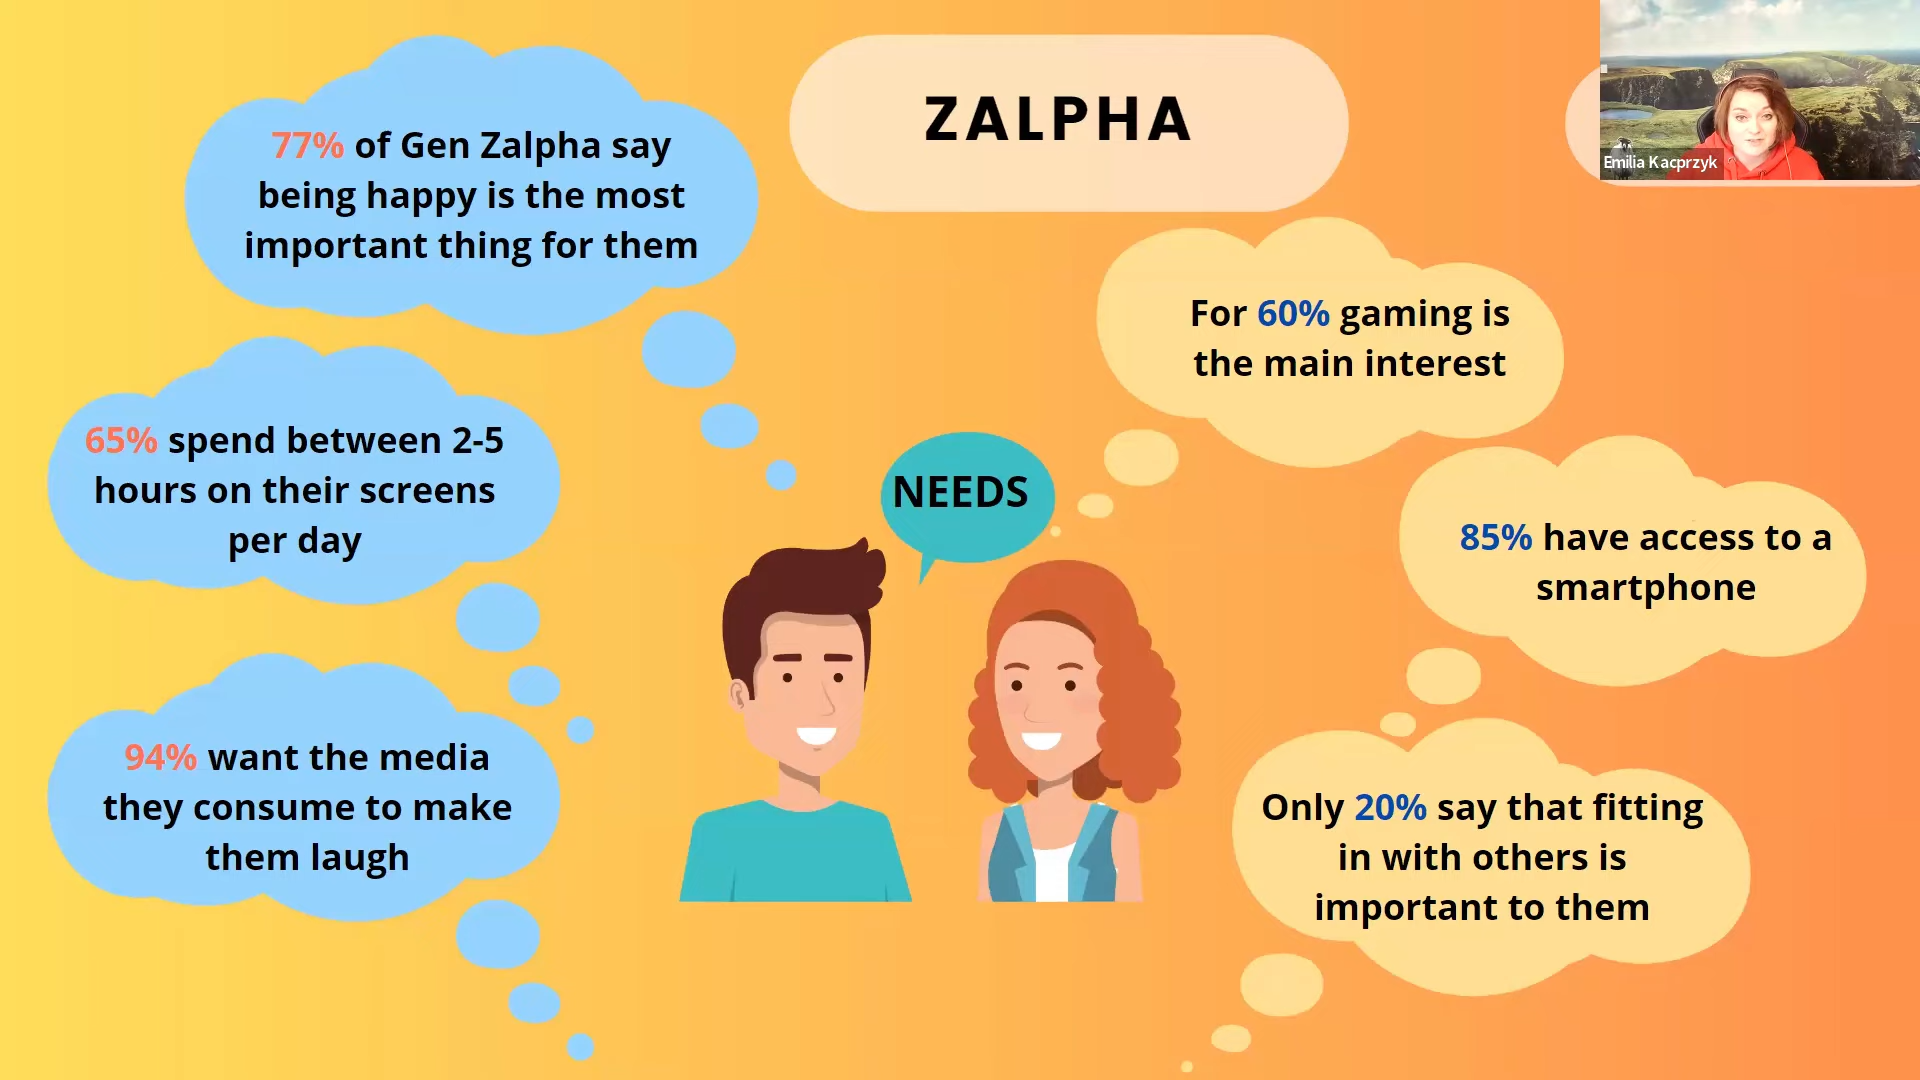 ZALPHA
Emilia Kacprzyk
77% of Gen Zalpha say
being happy is the most
important thing for them
65% spend between 2-5
hours on their screens
per day
94% want the media
they consume to make
them laugh
NEEDS
For 60% gaming is
the main interest
85% have access to a
smartphone
Only 20% say that fitting
in with others is
important to them